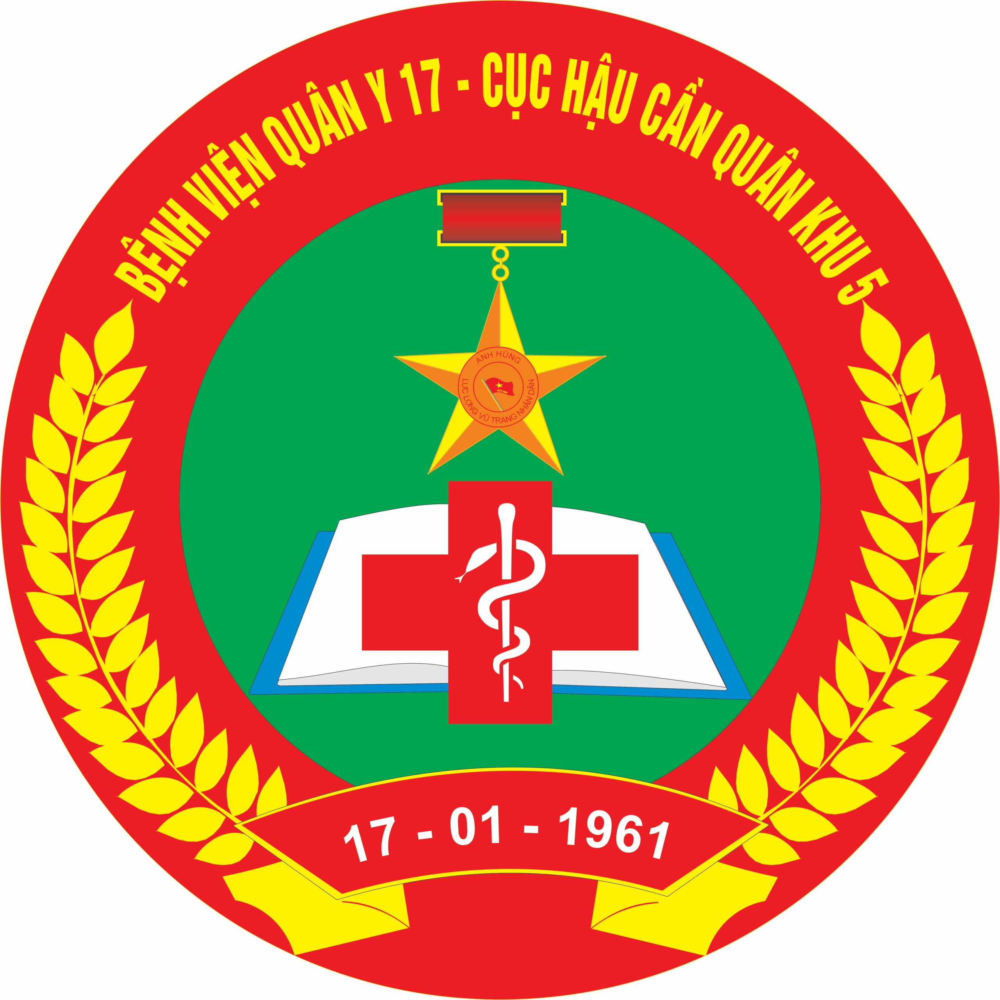 BỆNH VIỆN QUÂN Y 17 - CỤC HẬU CẦN QUÂN KHU 5
ANH HÙNG
LỰC LỌNG VŨ TRANG NHÂN DÂN
17 - 01 - 1961